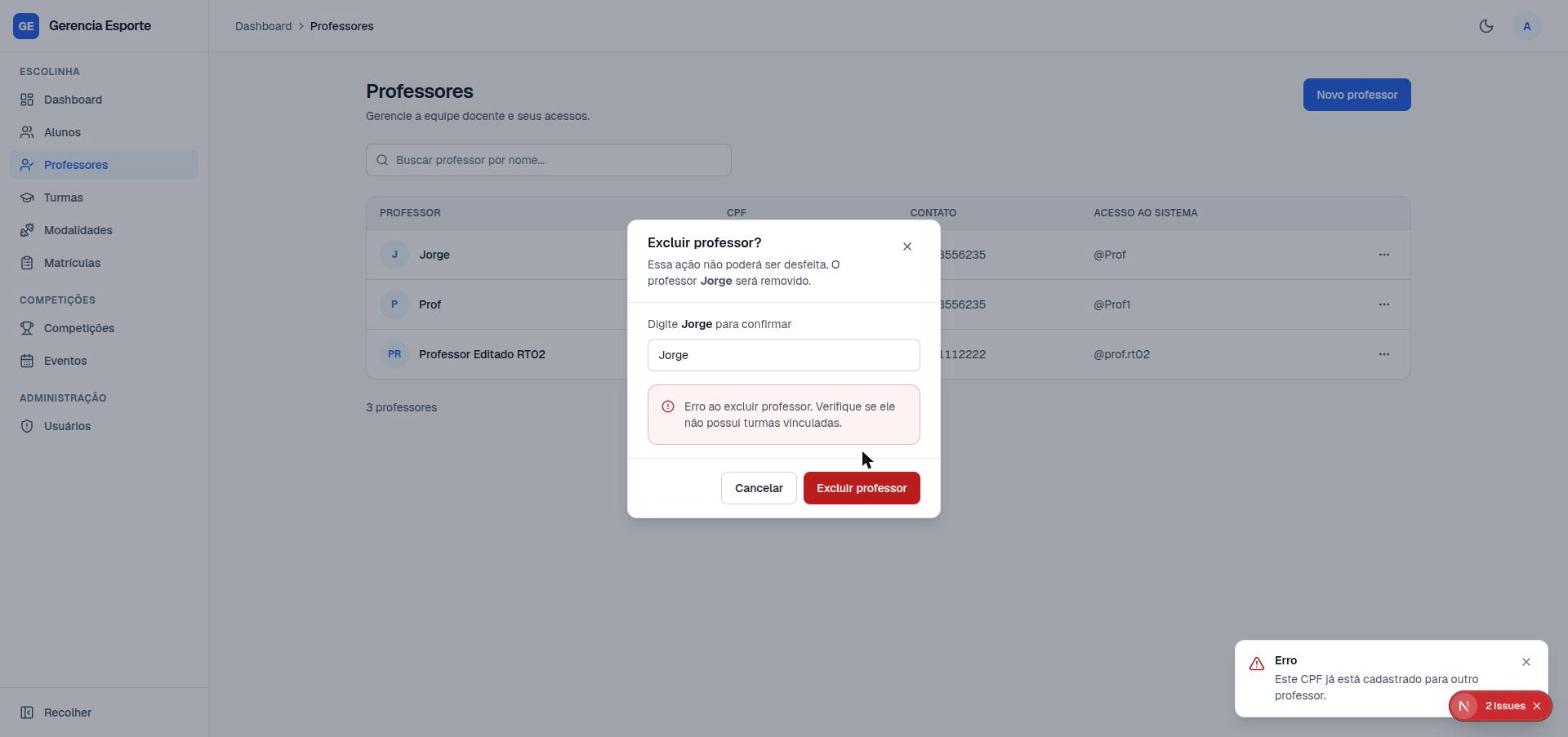 GE Gerencia Esporte
Dashboard > Professores
A
ESCOLINHA
Dashboard
Alunos
Professores
Turmas
Modalidades
Matrículas
COMPETIÇÕES
Competições
Eventos
ADMINISTRAÇÃO
Usuários
Recolher
Professores
Gerencie a equipe docente e seus acessos.
Novo professor
Buscar professor por nome...
PROFESSOR CPF CONTATO ACESSO AO SISTEMA
J Jorge 3556235 @Prof ...
P Prof 3556235 @Prof1 ...
PR Professor Editado RT02 1112222 @prof.rt02 ...
3 professores
Excluir professor?
Essa ação não poderá ser desfeita. O
professor Jorge será removido.
Digite Jorge para confirmar
Jorge
Erro ao excluir professor. Verifique se ele
não possui turmas vinculadas.
Cancelar
Excluir professor
Erro
Este CPF já está cadastrado para outro
professor.
N 2 Issues